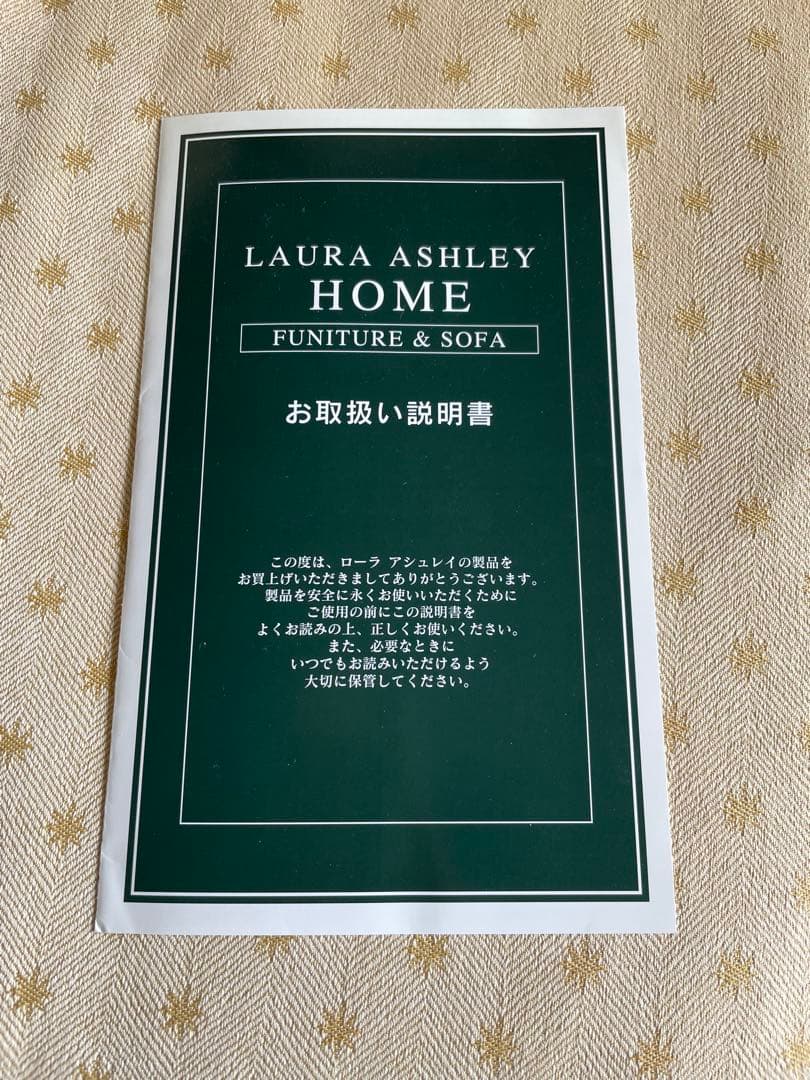 LAURA ASHLEY
HOME
FUNITURE & SOFA
お取扱い説明書
この度は、ローラ アシュレイの製品を
お買上げいただきましてありがとうございます。
製品を安全に永くお使いいただくために
ご使用の前にこの説明書を
よくお読みの上、正しくお使いください。
また、必要なときに
いつでもお読みいただけるよう
大切に保管してください。